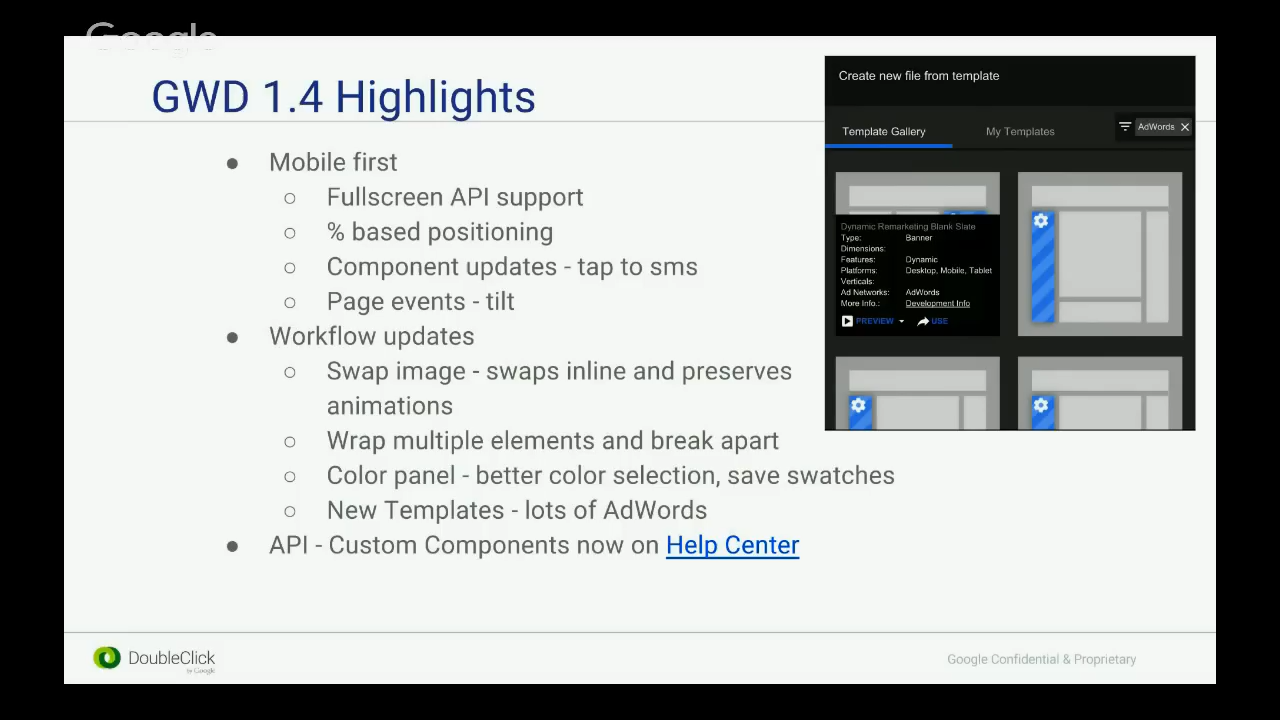 Google
GWD 1.4 Highlights
● Mobile first
○ Fullscreen API support
○ % based positioning
○ Component updates - tap to sms
○ Page events - tilt
● Workflow updates
○ Swap image - swaps inline and preserves
animations
○ Wrap multiple elements and break apart
○ Color panel - better color selection, save swatches
○ New Templates - lots of AdWords
● API - Custom Components now on Help Center
Create new file from template
Template Gallery My Templates AdWords
Dynamic Remarketing Blank Slate
Type: Banner
Dimensions:
Features: Dynamic
Platforms: Desktop, Mobile, Tablet
Verticals:
Ad Networks: AdWords
More Info.: Development Info
PREVIEW USE
DoubleClick
by Google
Google Confidential & Proprietary